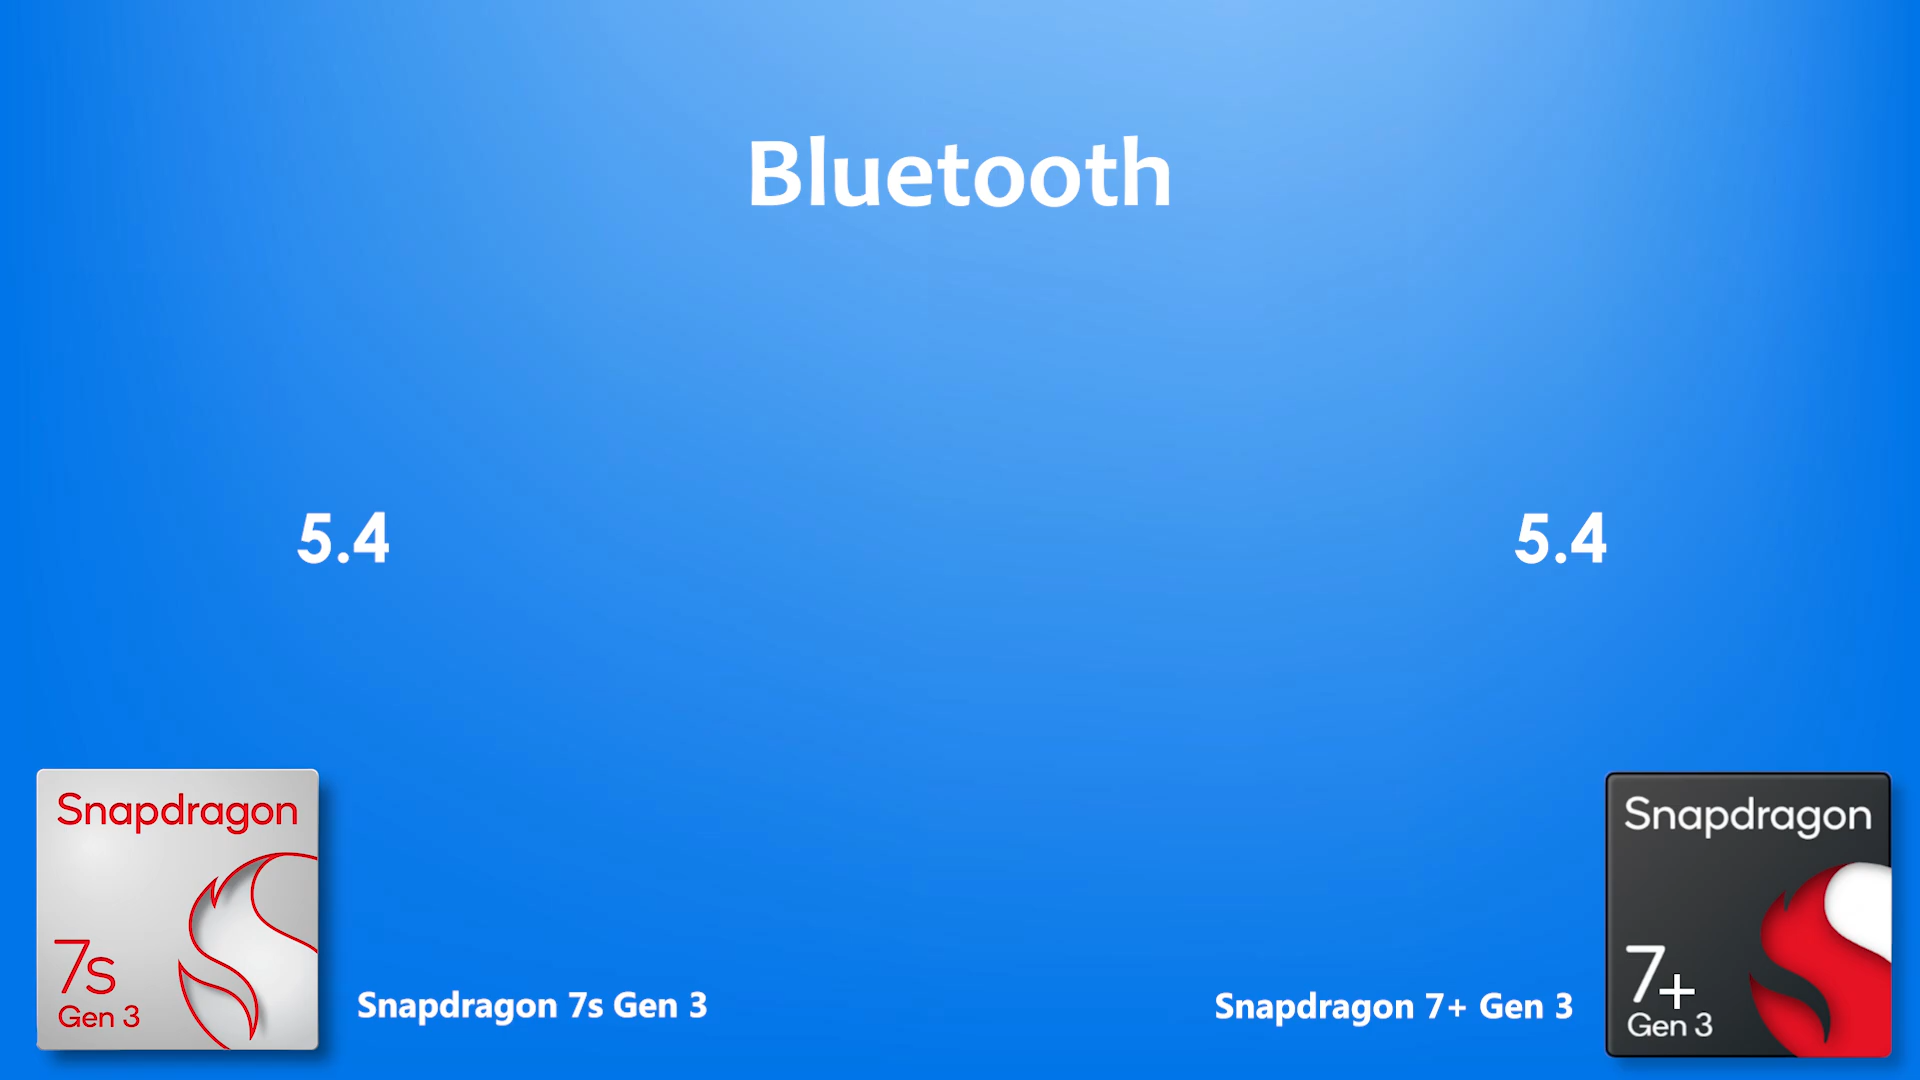 Bluetooth
5.4
5.4
Snapdragon
7s
Gen 3
Snapdragon 7s Gen 3
Snapdragon 7+ Gen 3
Snapdragon
7+
Gen 3